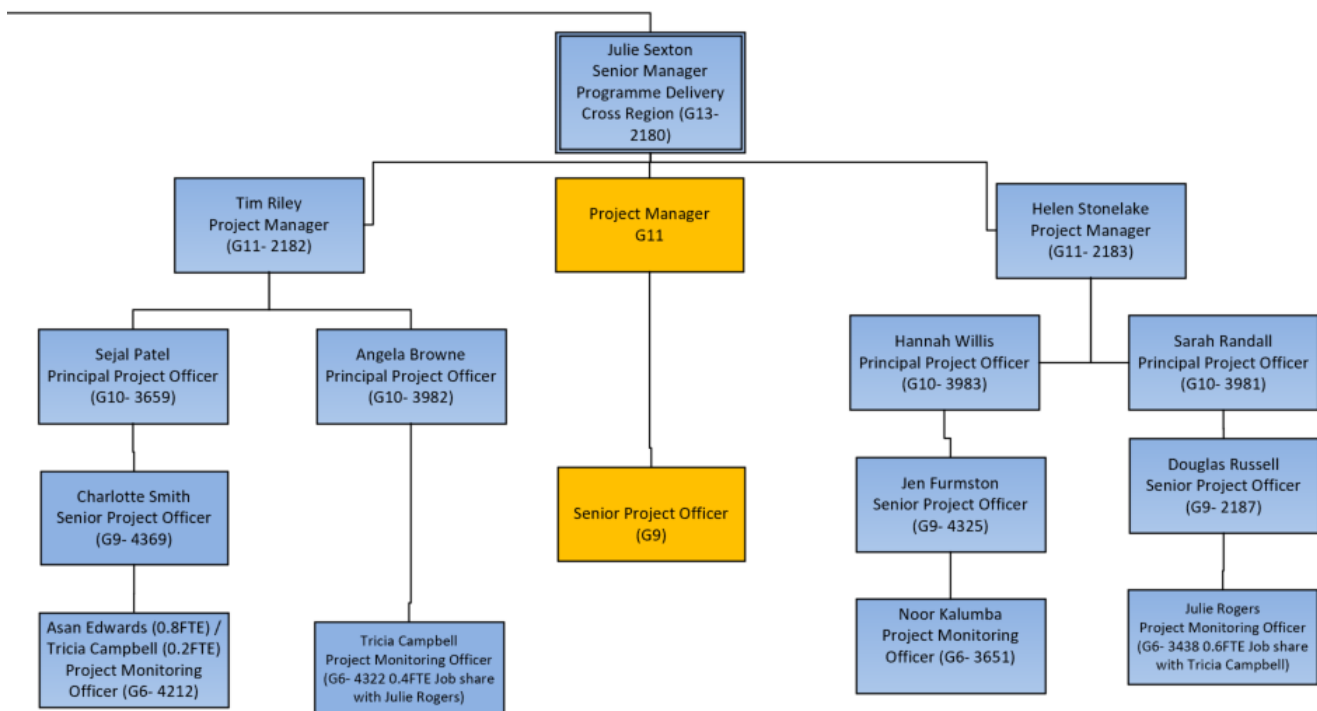 Julie Sexton
Senior Manager
Programme Delivery
Cross Region (G13-
2180)
Tim Riley
Project Manager
(G11- 2182)
Project Manager
G11
Helen Stonelake
Project Manager
(G11- 2183)
Sejal Patel
Principal Project Officer
(G10- 3659)
Angela Browne
Principal Project Officer
(G10- 3982)
Hannah Willis
Principal Project Officer
(G10- 3983)
Sarah Randall
Principal Project Officer
(G10- 3981)
Charlotte Smith
Senior Project Officer
(G9- 4369)
Senior Project Officer
(G9)
Jen Furmston
Senior Project Officer
(G9- 4325)
Douglas Russell
Senior Project Officer
(G9- 2187)
Asan Edwards (0.8FTE) /
Tricia Campbell (0.2FTE)
Project Monitoring
Officer (G6- 4212)
Tricia Campbell
Project Monitoring Officer
(G6- 4322 0.4FTE Job share
with Julie Rogers)
Noor Kalumba
Project Monitoring
Officer (G6- 3651)
Julie Rogers
Project Monitoring Officer
(G6- 3438 0.6FTE Job share
with Tricia Campbell)